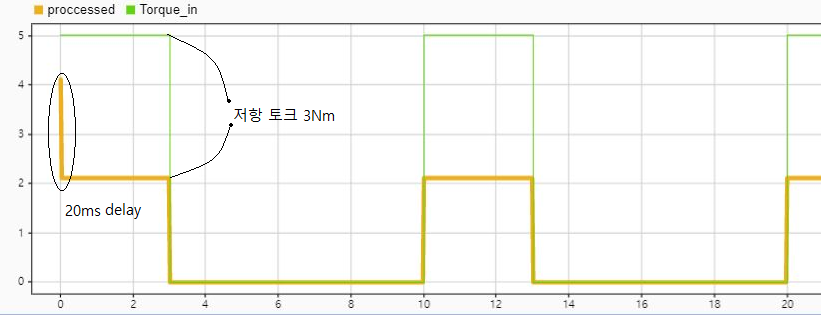 proccessed Torque_in
5
4
3
2
1
0
저항 토크 3Nm
20ms delay
0 2 4 6 8 10 12 14 16 18 20